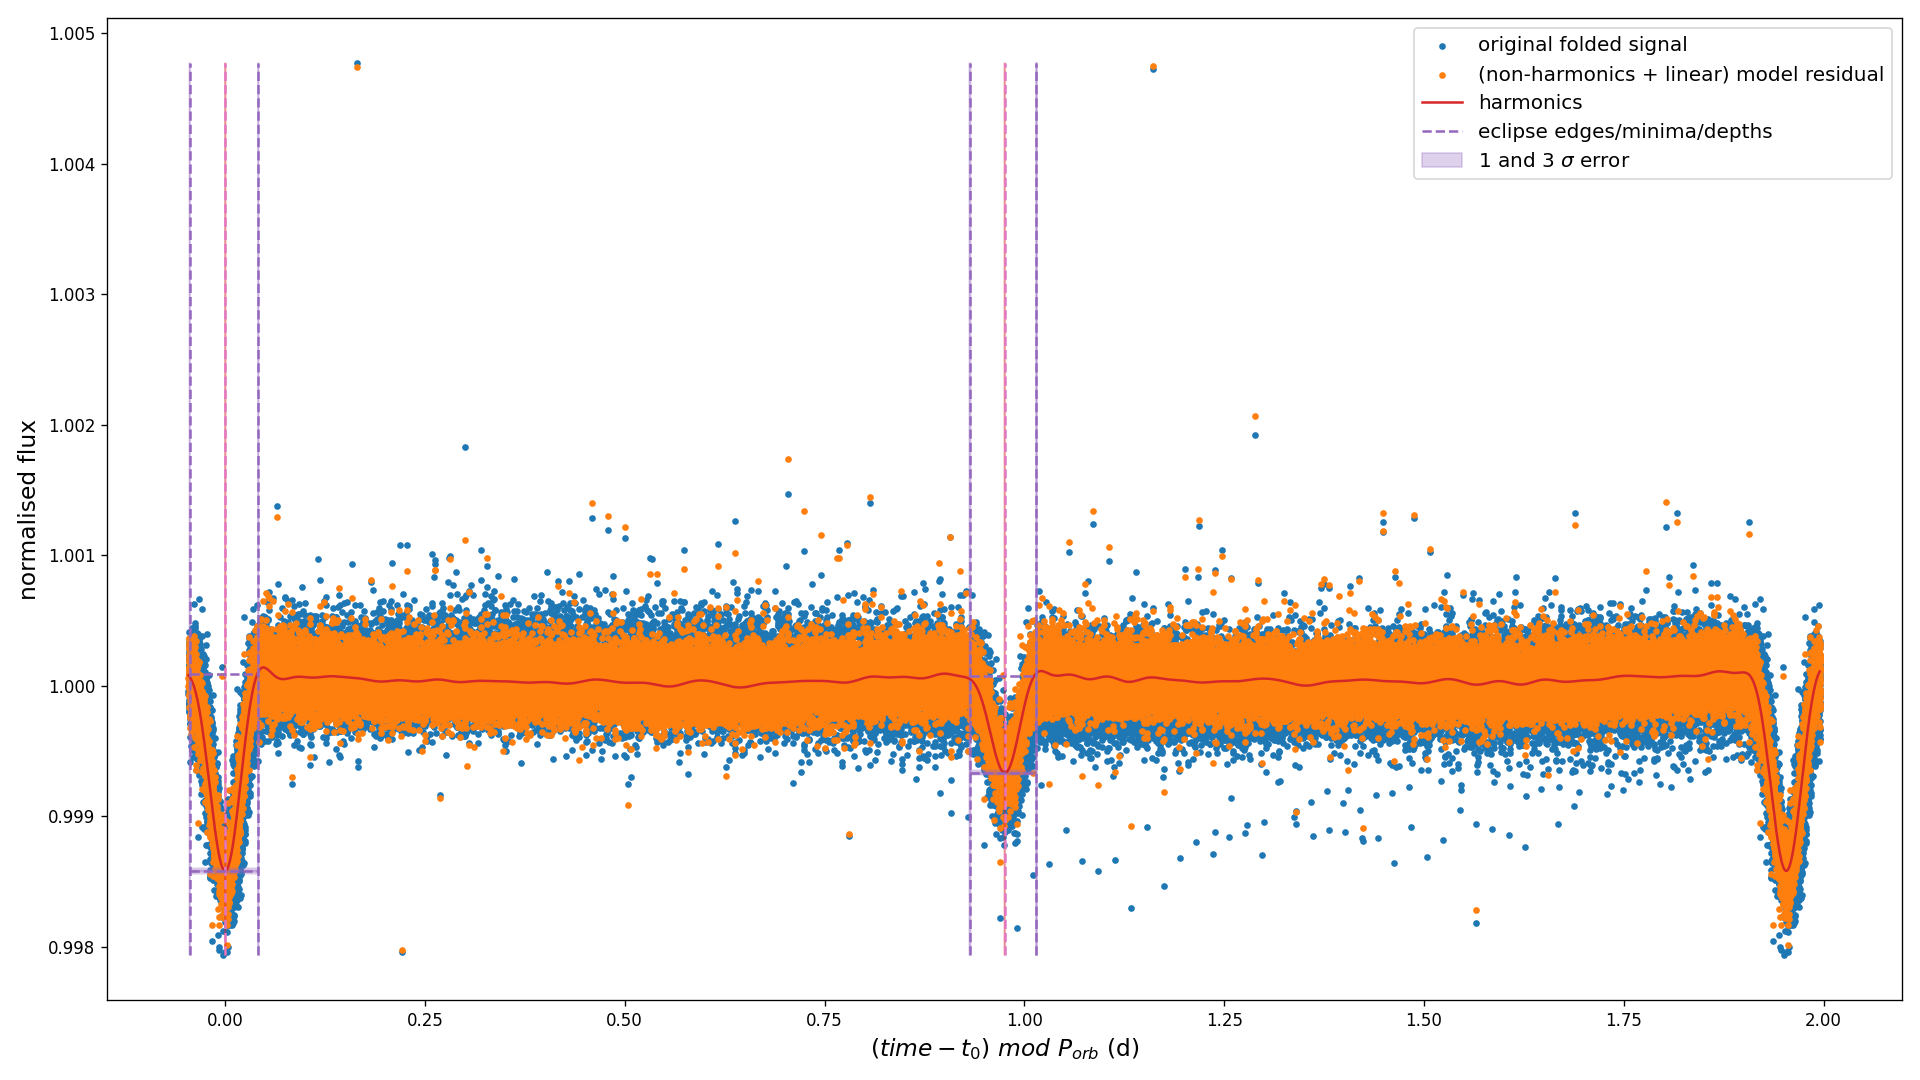 original folded signal
(non-harmonics + linear) model residual
harmonics
eclipse edges/minima/depths
1 and 3 σ error
normalised flux
1.005
1.004
1.003
1.002
1.001
1.000
0.999
0.998
0.00 0.25 0.50 0.75 1.00 1.25 1.50 1.75 2.00
(time − t₀) mod Pₒᵣᵦ (d)